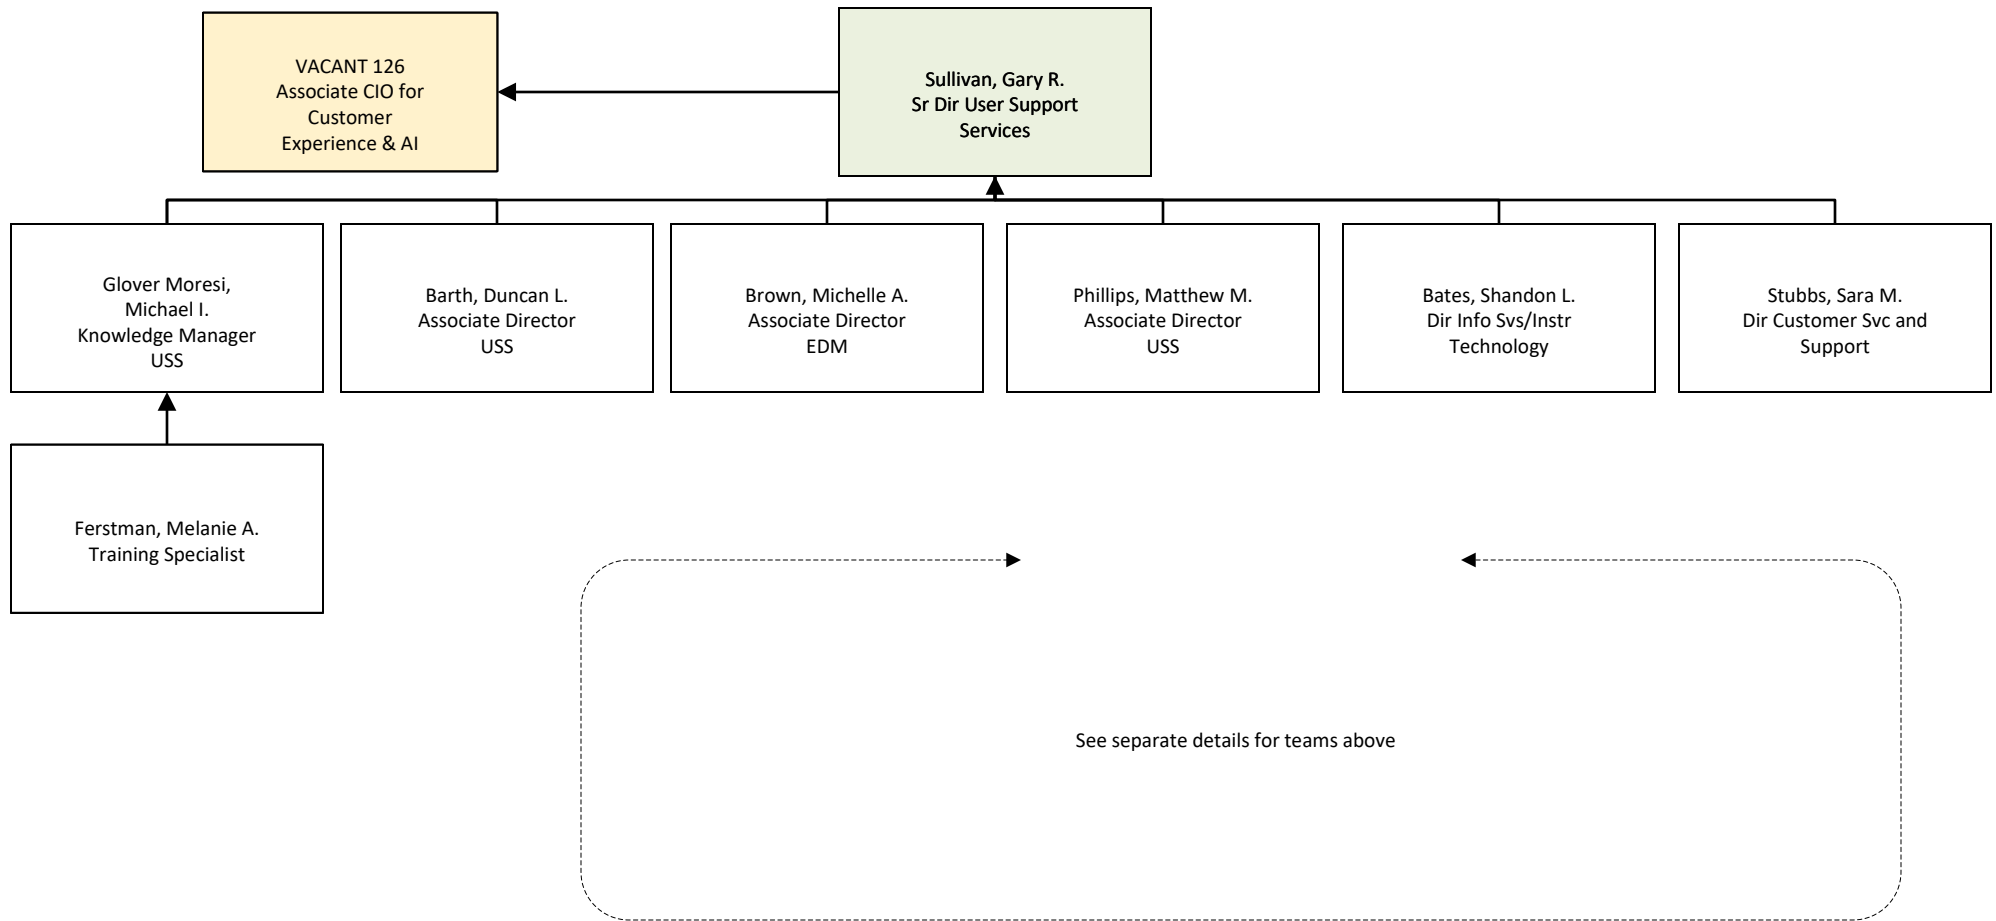 VACANT 126
Associate CIO for
Customer
Experience & AI
Sullivan, Gary R.
Sr Dir User Support
Services
Glover Moresi,
Michael I.
Knowledge Manager
USS
Barth, Duncan L.
Associate Director
USS
Brown, Michelle A.
Associate Director
EDM
Phillips, Matthew M.
Associate Director
USS
Bates, Shandon L.
Dir Info Svs/Instr
Technology
Stubbs, Sara M.
Dir Customer Svc and
Support
Ferstman, Melanie A.
Training Specialist
See separate details for teams above